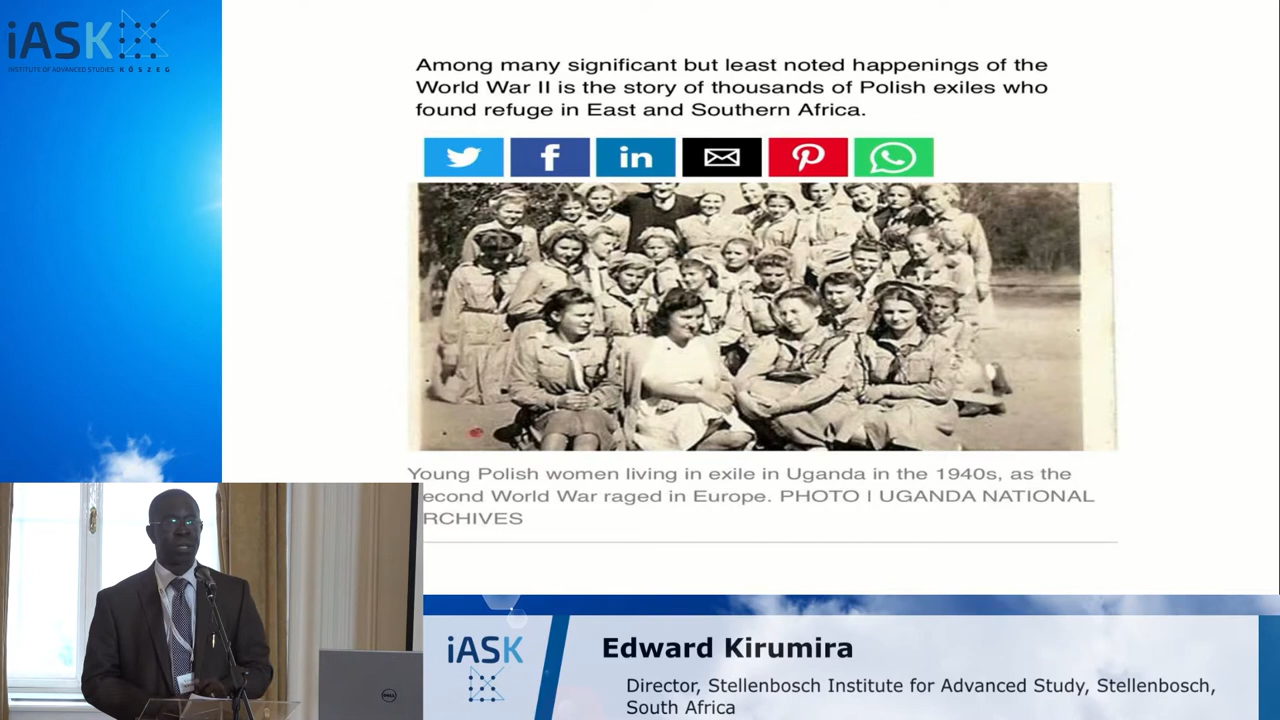 iASK
INSTITUTE OF ADVANCED STUDIES KŐSZEG
Among many significant but least noted happenings of the
World War II is the story of thousands of Polish exiles who
found refuge in East and Southern Africa.
in
Young Polish women living in exile in Uganda in the 1940s, as the
econd World War raged in Europe. PHOTO I UGANDA NATIONAL
RCHIVES
DELL
iASK
Edward Kirumira
Director, Stellenbosch Institute for Advanced Study, Stellenbosch,
South Africa